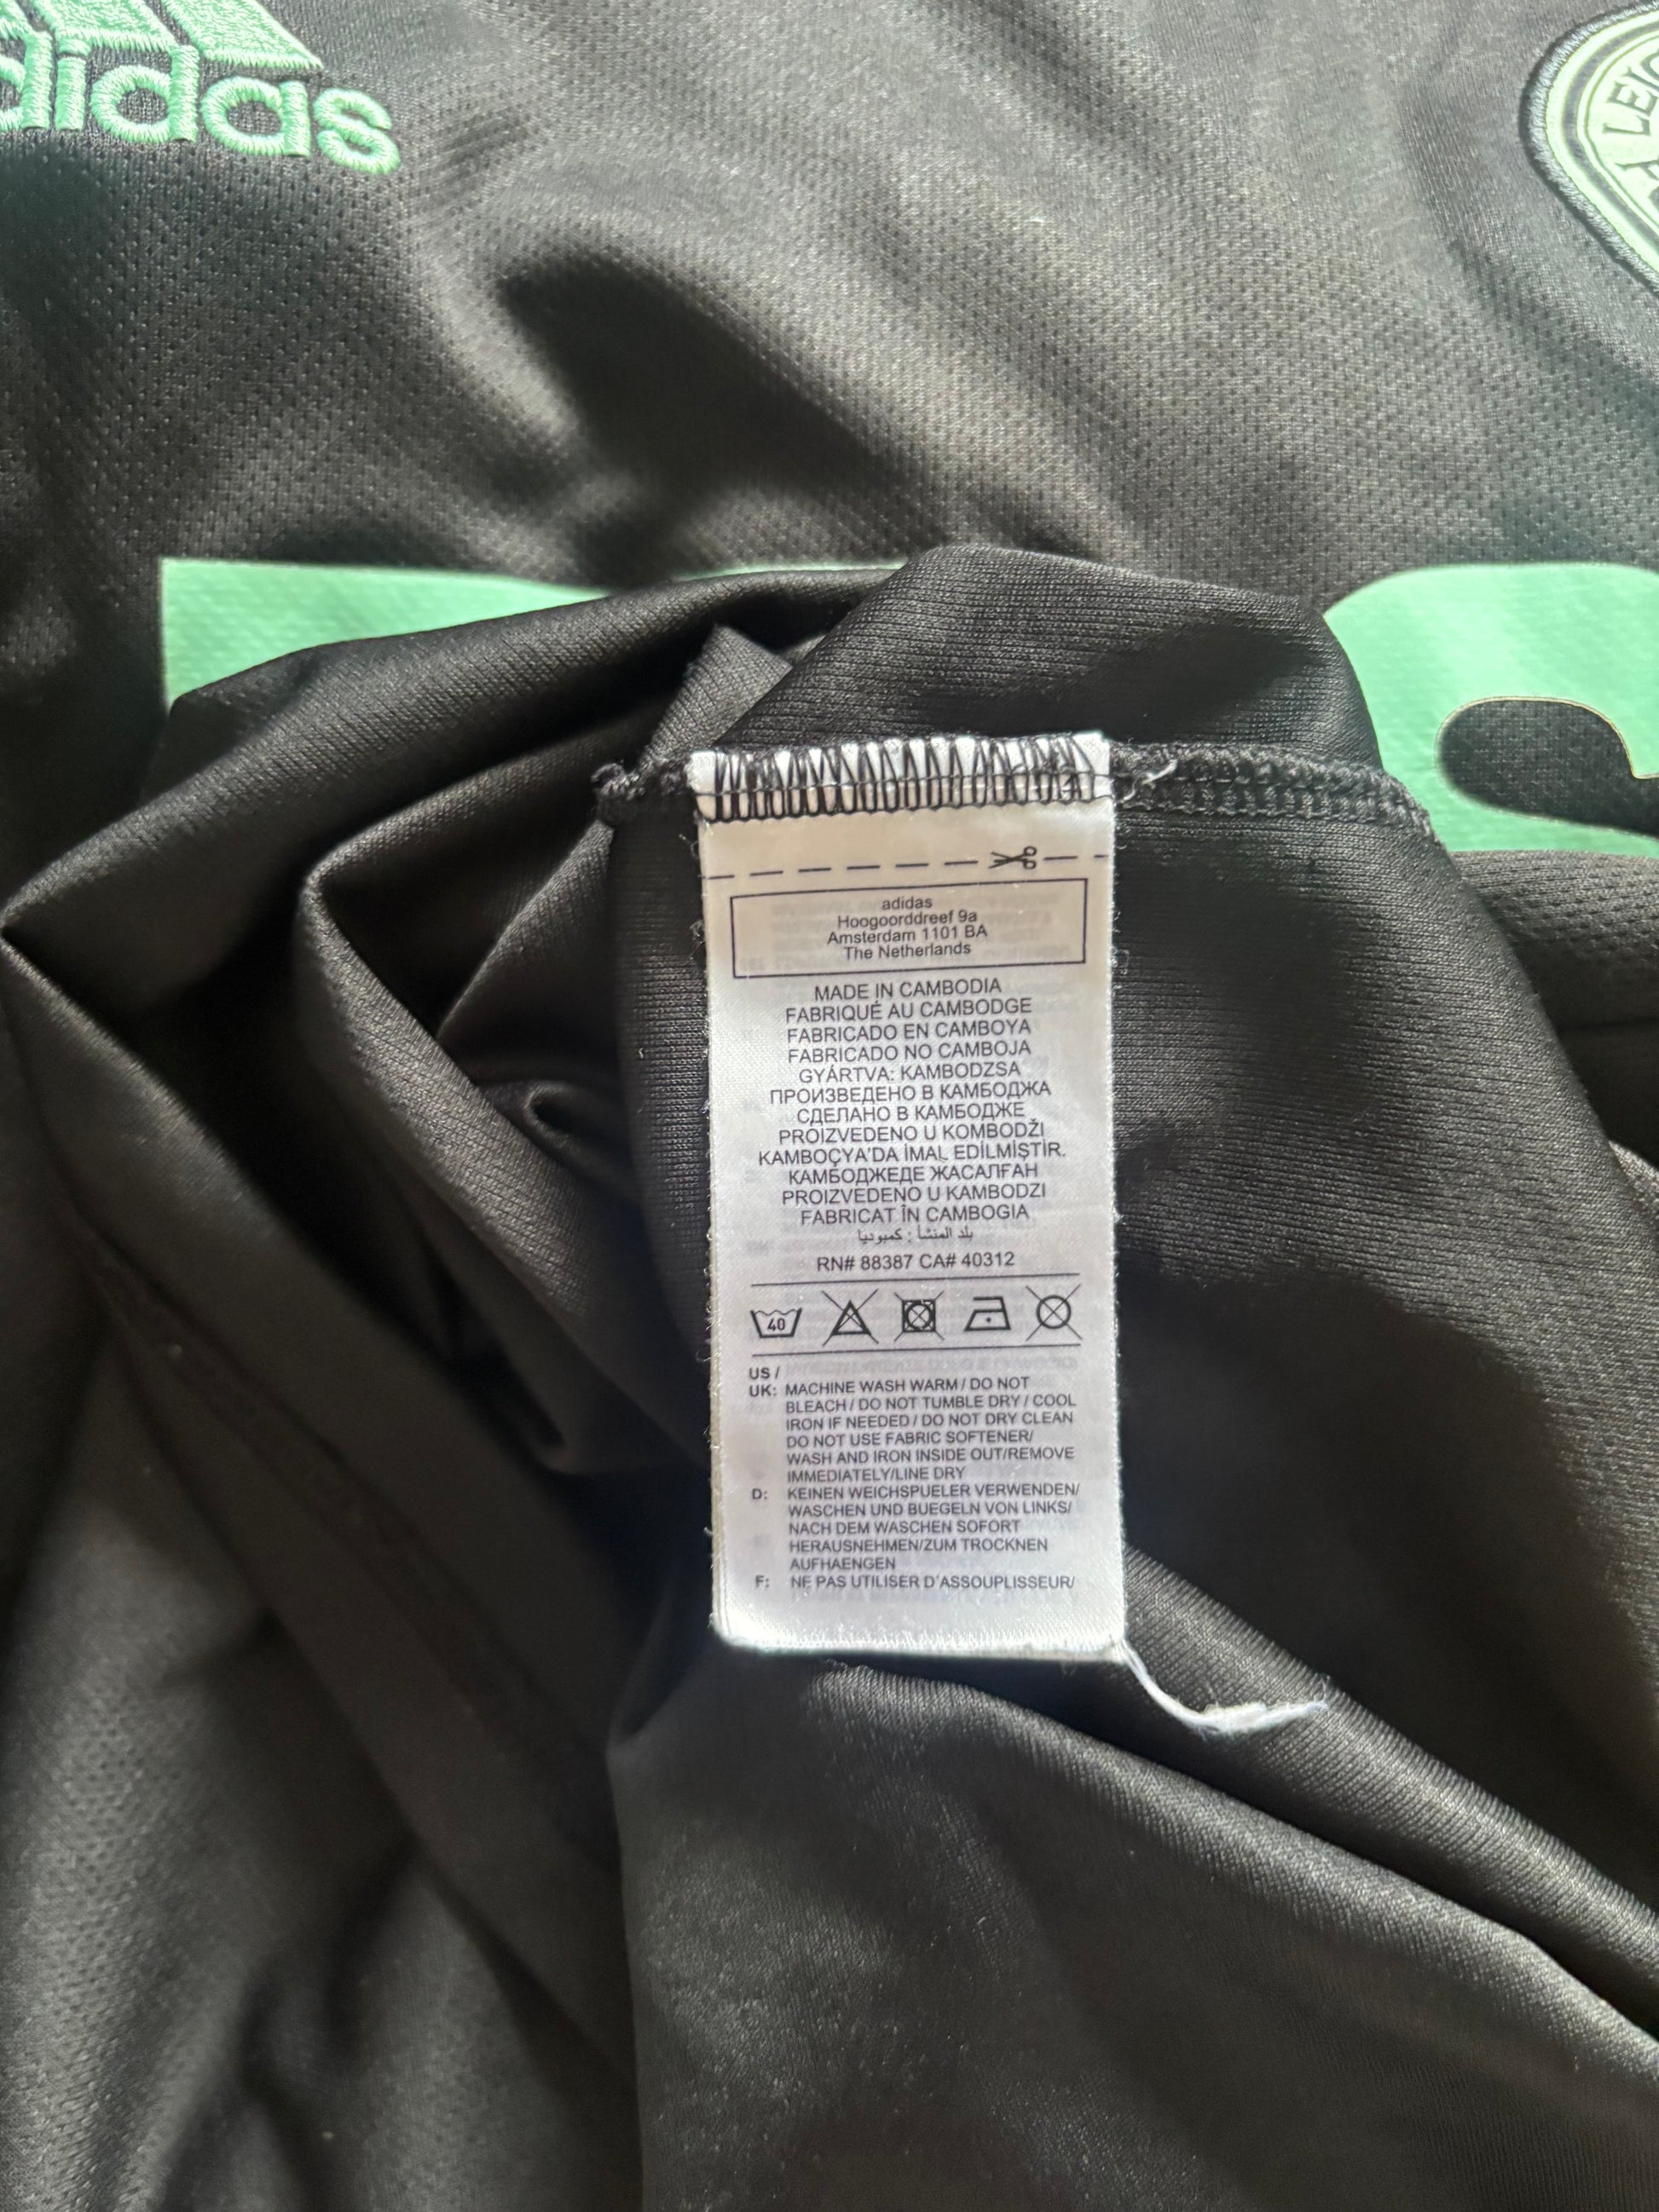 adidas
LEIC
adidas
Hoogoorddreef 9a
Amsterdam 1101 BA
The Netherlands
MADE IN CAMBODIA
FABRIQUÉ AU CAMBODGE
FABRICADO EN CAMBOYA
FABRICADO NO CAMBOJA
GYÁRTVA: KAMBODZSA
ПРОИЗВЕДЕНО В КАМБОДЖА
СДЕЛАНО В КАМБОДЖЕ
PROIZVEDENO U KOMBODŽI
KAMBOÇYA'DA İMAL EDİLMİŞTİR.
КАМБОДЖЕДЕ ЖАСАЛҒАН
PROIZVEDENO U KAMBODZI
FABRICAT ÎN CAMBOGIA
بلد المنشأ : كمبوديا
RN# 88387 CA# 40312
40
US /
UK: MACHINE WASH WARM / DO NOT
BLEACH / DO NOT TUMBLE DRY / COOL
IRON IF NEEDED / DO NOT DRY CLEAN
DO NOT USE FABRIC SOFTENER/
WASH AND IRON INSIDE OUT/REMOVE
IMMEDIATELY/LINE DRY
D: KEINEN WEICHSPUELER VERWENDEN/
WASCHEN UND BUEGELN VON LINKS/
NACH DEM WASCHEN SOFORT
HERAUSNEHMEN/ZUM TROCKNEN
AUFHAENGEN
F: NE PAS UTILISER D'ASSOUPLISSEUR/